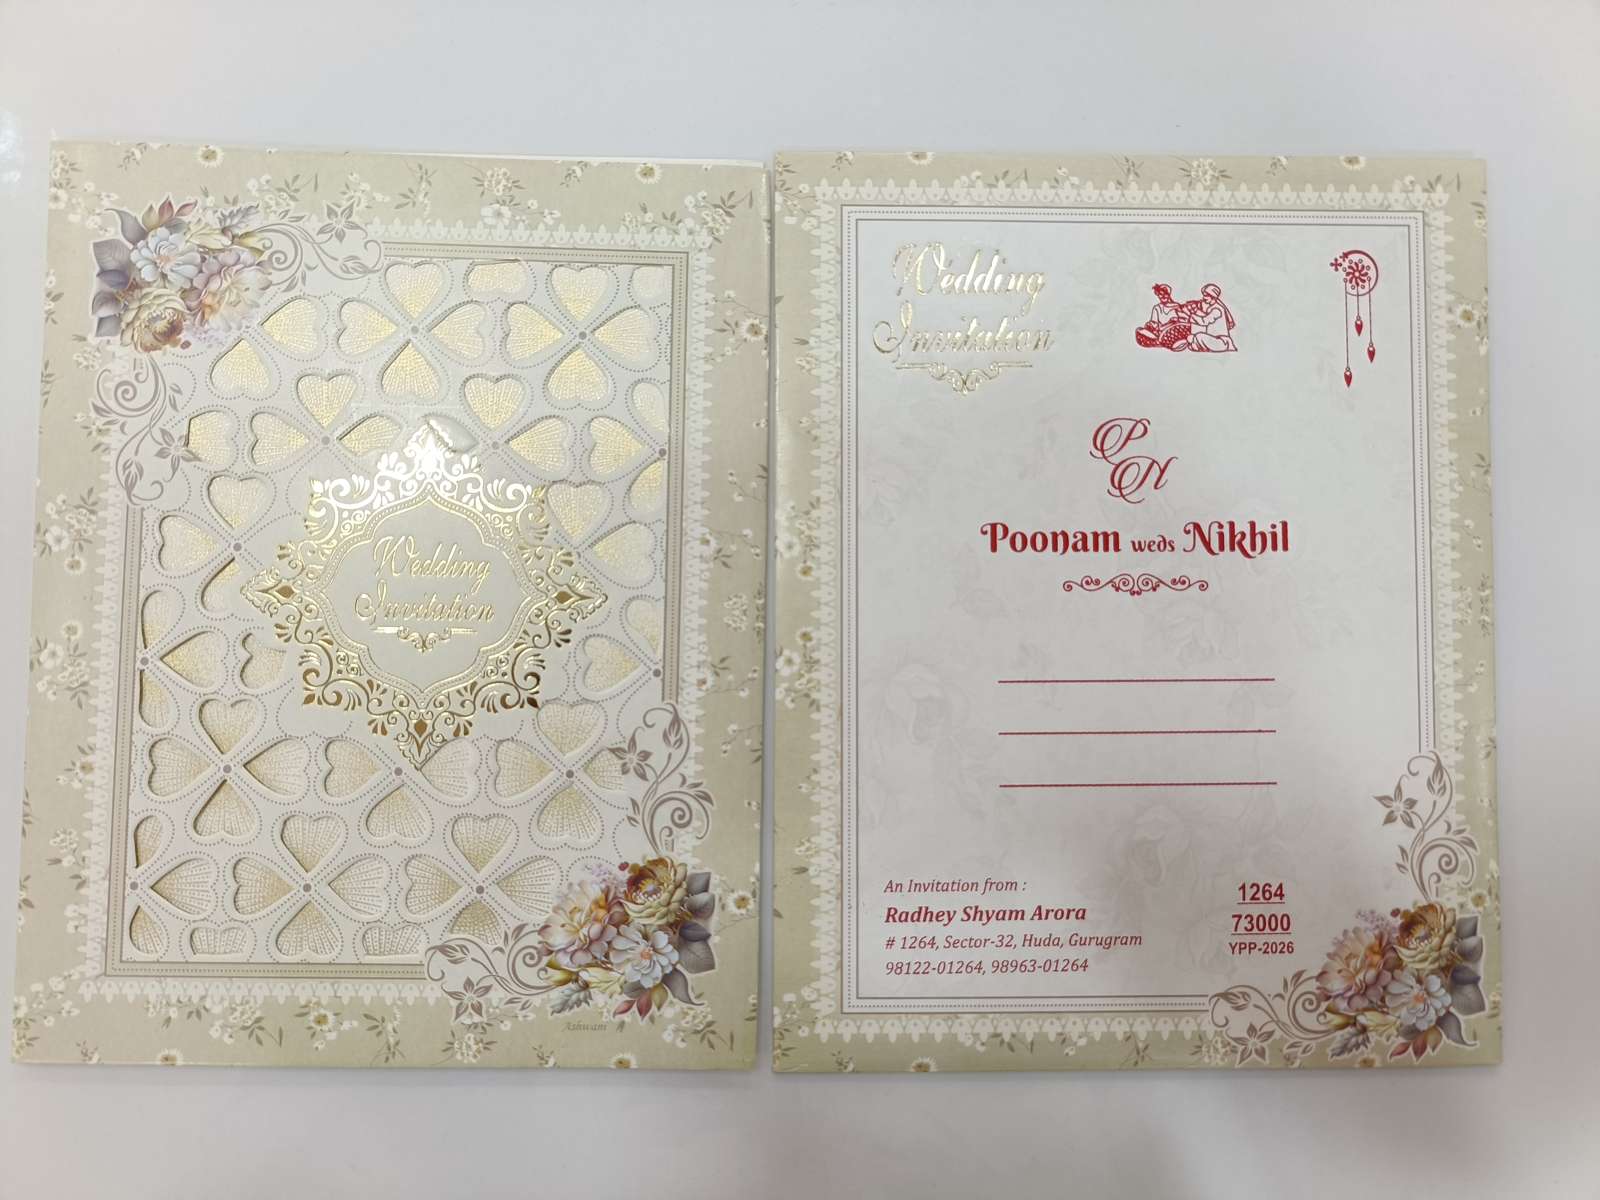 Wedding
Invitation
Ashwani
Wedding
Invitation
P
N
Poonam weds Nikhil
An Invitation from :
Radhey Shyam Arora
# 1264, Sector-32, Huda, Gurugram
98122-01264, 98963-01264
1264
73000
YPP-2026